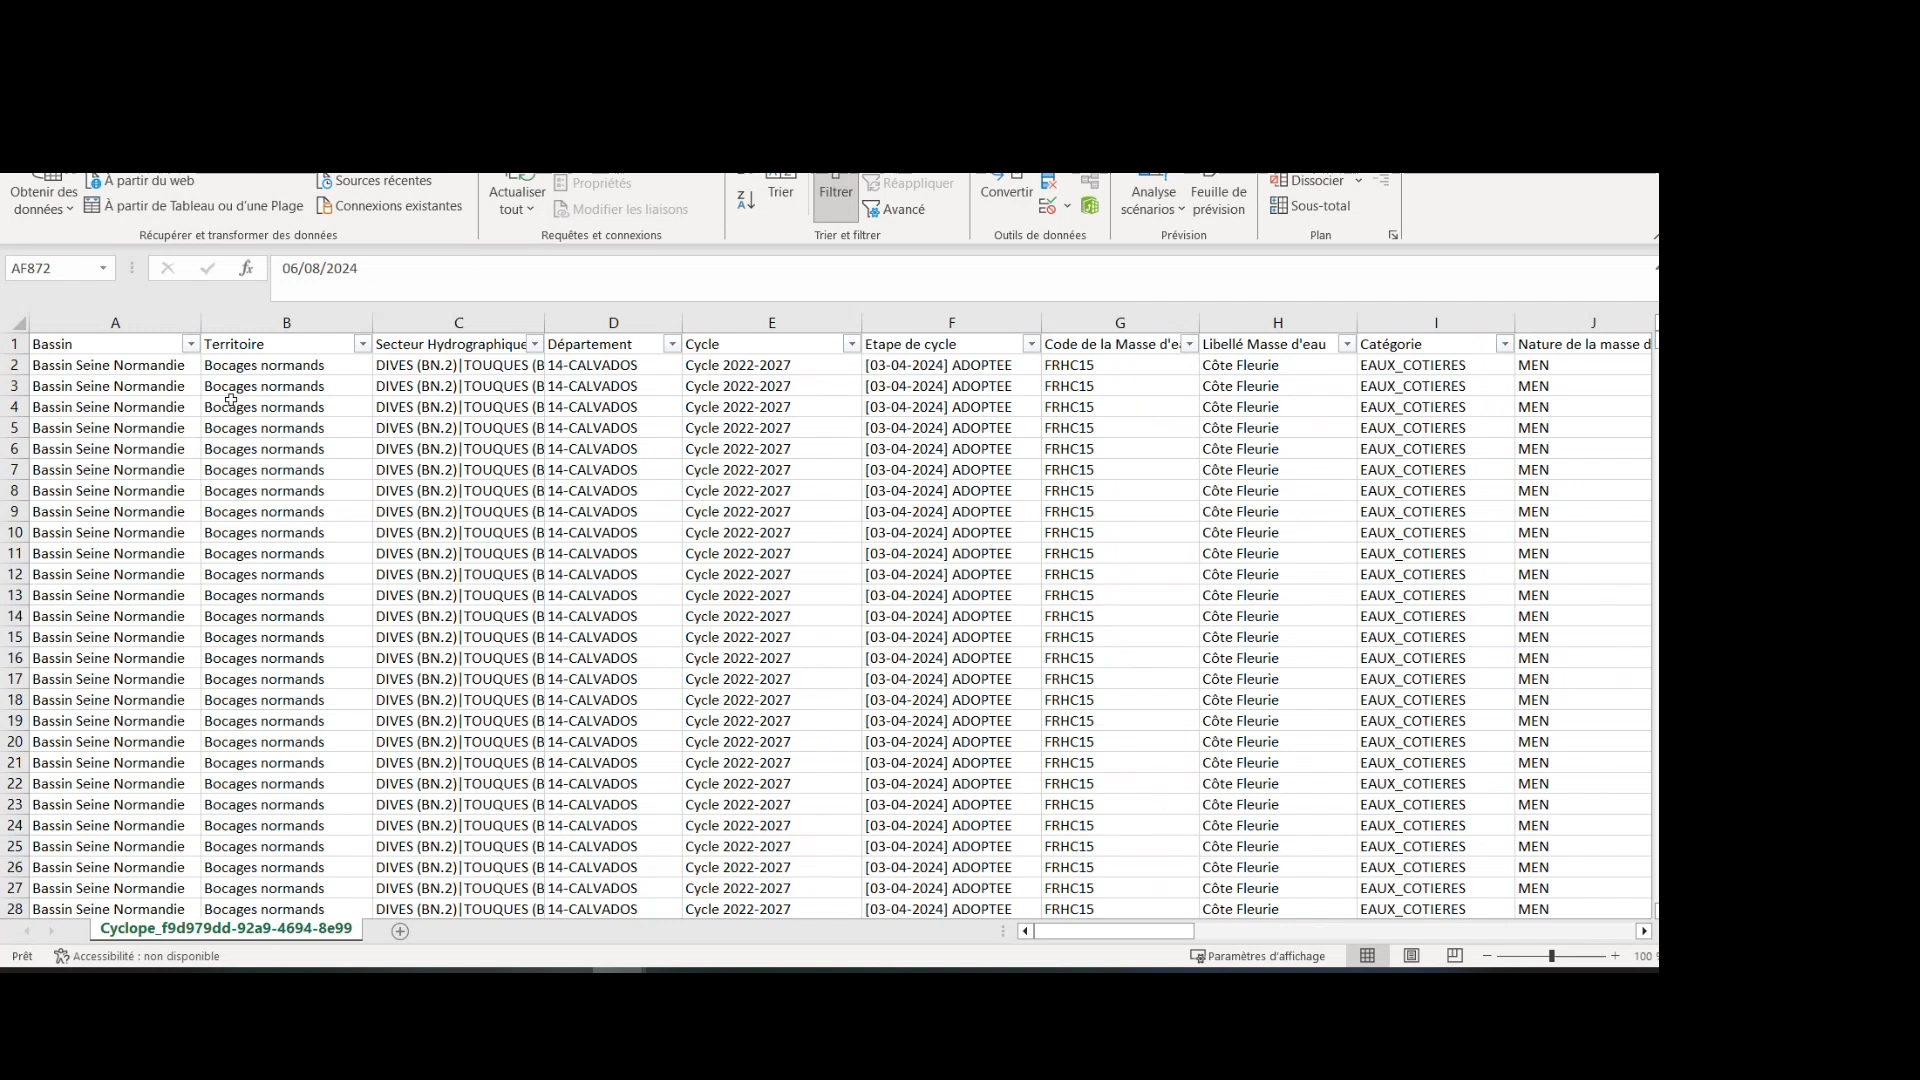 À partir du web
Sources récentes
Propriétés
Réappliquer
Dissocier
Obtenir des données
Actualiser tout
Trier
Filtrer
Convertir
Analyse scénarios
Feuille de prévision
À partir de Tableau ou d'une Plage
Connexions existantes
Modifier les liaisons
Avancé
Sous-total
Récupérer et transformer des données
Requêtes et connexions
Trier et filtrer
Outils de données
Prévision
Plan
AF872 fx 06/08/2024
A B C D E F G H I J
1 Bassin Territoire Secteur Hydrographique Département Cycle Etape de cycle Code de la Masse d'ea Libellé Masse d'eau Catégorie Nature de la masse d
2 Bassin Seine Normandie Bocages normands DIVES (BN.2)|TOUQUES (B 14-CALVADOS Cycle 2022-2027 [03-04-2024] ADOPTEE FRHC15 Côte Fleurie EAUX_COTIERES MEN
3 Bassin Seine Normandie Bocages normands DIVES (BN.2)|TOUQUES (B 14-CALVADOS Cycle 2022-2027 [03-04-2024] ADOPTEE FRHC15 Côte Fleurie EAUX_COTIERES MEN
4 Bassin Seine Normandie Bocages normands DIVES (BN.2)|TOUQUES (B 14-CALVADOS Cycle 2022-2027 [03-04-2024] ADOPTEE FRHC15 Côte Fleurie EAUX_COTIERES MEN
5 Bassin Seine Normandie Bocages normands DIVES (BN.2)|TOUQUES (B 14-CALVADOS Cycle 2022-2027 [03-04-2024] ADOPTEE FRHC15 Côte Fleurie EAUX_COTIERES MEN
6 Bassin Seine Normandie Bocages normands DIVES (BN.2)|TOUQUES (B 14-CALVADOS Cycle 2022-2027 [03-04-2024] ADOPTEE FRHC15 Côte Fleurie EAUX_COTIERES MEN
7 Bassin Seine Normandie Bocages normands DIVES (BN.2)|TOUQUES (B 14-CALVADOS Cycle 2022-2027 [03-04-2024] ADOPTEE FRHC15 Côte Fleurie EAUX_COTIERES MEN
8 Bassin Seine Normandie Bocages normands DIVES (BN.2)|TOUQUES (B 14-CALVADOS Cycle 2022-2027 [03-04-2024] ADOPTEE FRHC15 Côte Fleurie EAUX_COTIERES MEN
9 Bassin Seine Normandie Bocages normands DIVES (BN.2)|TOUQUES (B 14-CALVADOS Cycle 2022-2027 [03-04-2024] ADOPTEE FRHC15 Côte Fleurie EAUX_COTIERES MEN
10 Bassin Seine Normandie Bocages normands DIVES (BN.2)|TOUQUES (B 14-CALVADOS Cycle 2022-2027 [03-04-2024] ADOPTEE FRHC15 Côte Fleurie EAUX_COTIERES MEN
11 Bassin Seine Normandie Bocages normands DIVES (BN.2)|TOUQUES (B 14-CALVADOS Cycle 2022-2027 [03-04-2024] ADOPTEE FRHC15 Côte Fleurie EAUX_COTIERES MEN
12 Bassin Seine Normandie Bocages normands DIVES (BN.2)|TOUQUES (B 14-CALVADOS Cycle 2022-2027 [03-04-2024] ADOPTEE FRHC15 Côte Fleurie EAUX_COTIERES MEN
13 Bassin Seine Normandie Bocages normands DIVES (BN.2)|TOUQUES (B 14-CALVADOS Cycle 2022-2027 [03-04-2024] ADOPTEE FRHC15 Côte Fleurie EAUX_COTIERES MEN
14 Bassin Seine Normandie Bocages normands DIVES (BN.2)|TOUQUES (B 14-CALVADOS Cycle 2022-2027 [03-04-2024] ADOPTEE FRHC15 Côte Fleurie EAUX_COTIERES MEN
15 Bassin Seine Normandie Bocages normands DIVES (BN.2)|TOUQUES (B 14-CALVADOS Cycle 2022-2027 [03-04-2024] ADOPTEE FRHC15 Côte Fleurie EAUX_COTIERES MEN
16 Bassin Seine Normandie Bocages normands DIVES (BN.2)|TOUQUES (B 14-CALVADOS Cycle 2022-2027 [03-04-2024] ADOPTEE FRHC15 Côte Fleurie EAUX_COTIERES MEN
17 Bassin Seine Normandie Bocages normands DIVES (BN.2)|TOUQUES (B 14-CALVADOS Cycle 2022-2027 [03-04-2024] ADOPTEE FRHC15 Côte Fleurie EAUX_COTIERES MEN
18 Bassin Seine Normandie Bocages normands DIVES (BN.2)|TOUQUES (B 14-CALVADOS Cycle 2022-2027 [03-04-2024] ADOPTEE FRHC15 Côte Fleurie EAUX_COTIERES MEN
19 Bassin Seine Normandie Bocages normands DIVES (BN.2)|TOUQUES (B 14-CALVADOS Cycle 2022-2027 [03-04-2024] ADOPTEE FRHC15 Côte Fleurie EAUX_COTIERES MEN
20 Bassin Seine Normandie Bocages normands DIVES (BN.2)|TOUQUES (B 14-CALVADOS Cycle 2022-2027 [03-04-2024] ADOPTEE FRHC15 Côte Fleurie EAUX_COTIERES MEN
21 Bassin Seine Normandie Bocages normands DIVES (BN.2)|TOUQUES (B 14-CALVADOS Cycle 2022-2027 [03-04-2024] ADOPTEE FRHC15 Côte Fleurie EAUX_COTIERES MEN
22 Bassin Seine Normandie Bocages normands DIVES (BN.2)|TOUQUES (B 14-CALVADOS Cycle 2022-2027 [03-04-2024] ADOPTEE FRHC15 Côte Fleurie EAUX_COTIERES MEN
23 Bassin Seine Normandie Bocages normands DIVES (BN.2)|TOUQUES (B 14-CALVADOS Cycle 2022-2027 [03-04-2024] ADOPTEE FRHC15 Côte Fleurie EAUX_COTIERES MEN
24 Bassin Seine Normandie Bocages normands DIVES (BN.2)|TOUQUES (B 14-CALVADOS Cycle 2022-2027 [03-04-2024] ADOPTEE FRHC15 Côte Fleurie EAUX_COTIERES MEN
25 Bassin Seine Normandie Bocages normands DIVES (BN.2)|TOUQUES (B 14-CALVADOS Cycle 2022-2027 [03-04-2024] ADOPTEE FRHC15 Côte Fleurie EAUX_COTIERES MEN
26 Bassin Seine Normandie Bocages normands DIVES (BN.2)|TOUQUES (B 14-CALVADOS Cycle 2022-2027 [03-04-2024] ADOPTEE FRHC15 Côte Fleurie EAUX_COTIERES MEN
27 Bassin Seine Normandie Bocages normands DIVES (BN.2)|TOUQUES (B 14-CALVADOS Cycle 2022-2027 [03-04-2024] ADOPTEE FRHC15 Côte Fleurie EAUX_COTIERES MEN
28 Bassin Seine Normandie Bocages normands DIVES (BN.2)|TOUQUES (B 14-CALVADOS Cycle 2022-2027 [03-04-2024] ADOPTEE FRHC15 Côte Fleurie EAUX_COTIERES MEN
Cyclope_f9d979dd-92a9-4694-8e99
Prêt Accessibilité : non disponible Paramètres d'affichage 100